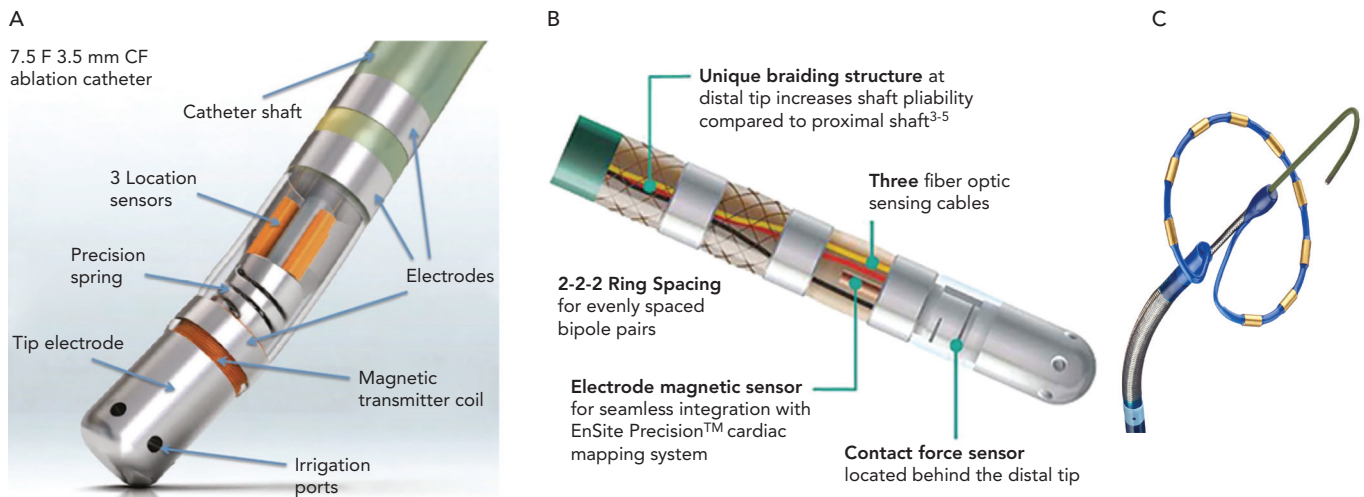 A
7.5 F 3.5 mm CF
ablation catheter
Catheter shaft
3 Location
sensors
Precision
spring
Electrodes
Tip electrode
Magnetic
transmitter coil
Irrigation
ports
B
Unique braiding structure at
distal tip increases shaft pliability
compared to proximal shaft³⁻⁵
Three fiber optic
sensing cables
2-2-2 Ring Spacing
for evenly spaced
bipole pairs
Electrode magnetic sensor
for seamless integration with
EnSite Precision™ cardiac
mapping system
Contact force sensor
located behind the distal tip
C